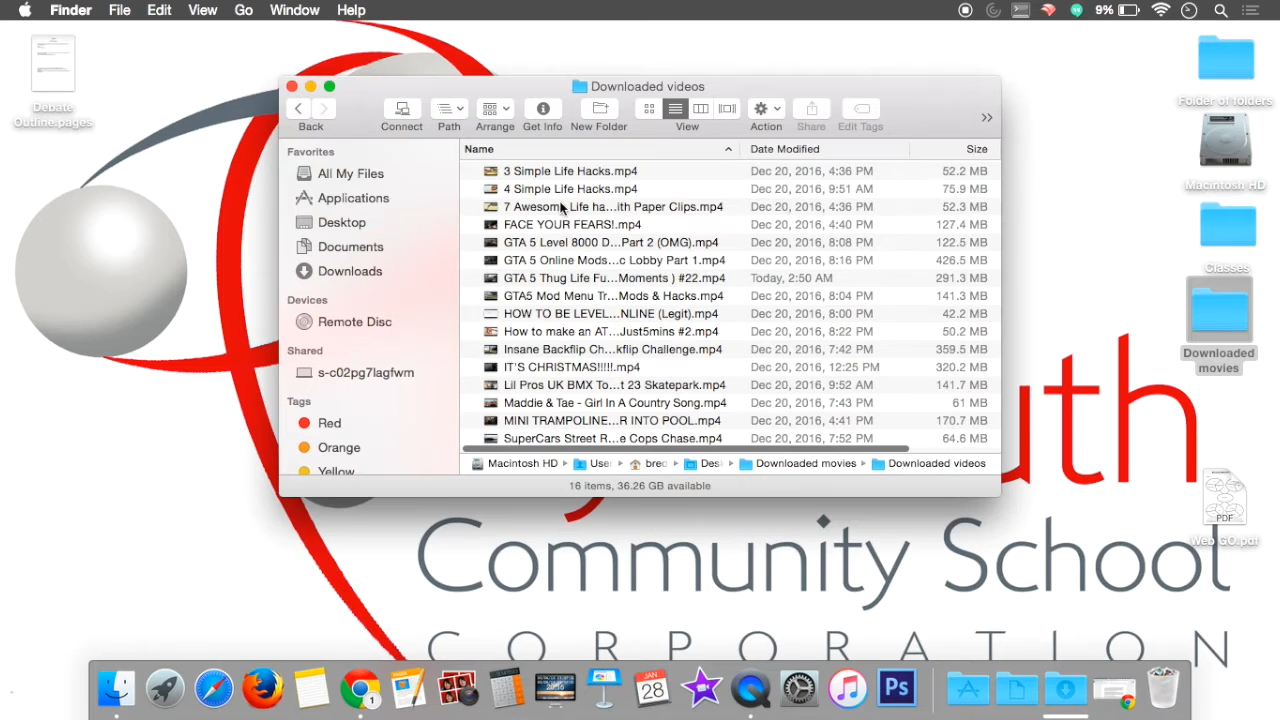 Finder File Edit View Go Window Help 9%
Debate
Outline.pages
Downloaded videos
Back Connect Path Arrange Get Info New Folder View Action Share Edit Tags
Favorites
All My Files
Applications
Desktop
Documents
Downloads
Devices
Remote Disc
Shared
s-c02pg7lagfwm
Tags
Red
Orange
Yellow
Name Date Modified Size
3 Simple Life Hacks.mp4 Dec 20, 2016, 4:36 PM 52.2 MB
4 Simple Life Hacks.mp4 Dec 20, 2016, 9:51 AM 75.9 MB
7 Awesome Life ha...ith Paper Clips.mp4 Dec 20, 2016, 4:36 PM 52.3 MB
FACE YOUR FEARS!.mp4 Dec 20, 2016, 4:40 PM 127.4 MB
GTA 5 Level 8000 D...Part 2 (OMG).mp4 Dec 20, 2016, 8:08 PM 122.5 MB
GTA 5 Online Mods...c Lobby Part 1.mp4 Dec 20, 2016, 8:16 PM 426.5 MB
GTA 5 Thug Life Fu...Moments ) #22.mp4 Today, 2:50 AM 291.3 MB
GTA5 Mod Menu Tr...Mods & Hacks.mp4 Dec 20, 2016, 8:04 PM 141.3 MB
HOW TO BE LEVEL...NLINE (Legit).mp4 Dec 20, 2016, 8:00 PM 42.2 MB
How to make an AT...Just5mins #2.mp4 Dec 20, 2016, 8:22 PM 50.2 MB
Insane Backflip Ch...kflip Challenge.mp4 Dec 20, 2016, 7:42 PM 359.5 MB
IT'S CHRISTMAS!!!!!.mp4 Dec 20, 2016, 12:25 PM 320.2 MB
Lil Pros UK BMX To...t 23 Skatepark.mp4 Dec 20, 2016, 9:52 AM 141.7 MB
Maddie & Tae - Girl In A Country Song.mp4 Dec 20, 2016, 7:43 PM 61 MB
MINI TRAMPOLINE...R INTO POOL.mp4 Dec 20, 2016, 4:41 PM 170.7 MB
SuperCars Street R...e Cops Chase.mp4 Dec 20, 2016, 7:52 PM 64.6 MB
Macintosh HD Use brec Des Downloaded movies Downloaded videos
16 items, 36.26 GB available
Folder of folders
Macintosh HD
Classes
Downloaded
movies
PDF
Web GO.pdf
uth
Community School
CORPORATION
1
JAN
28
Ps